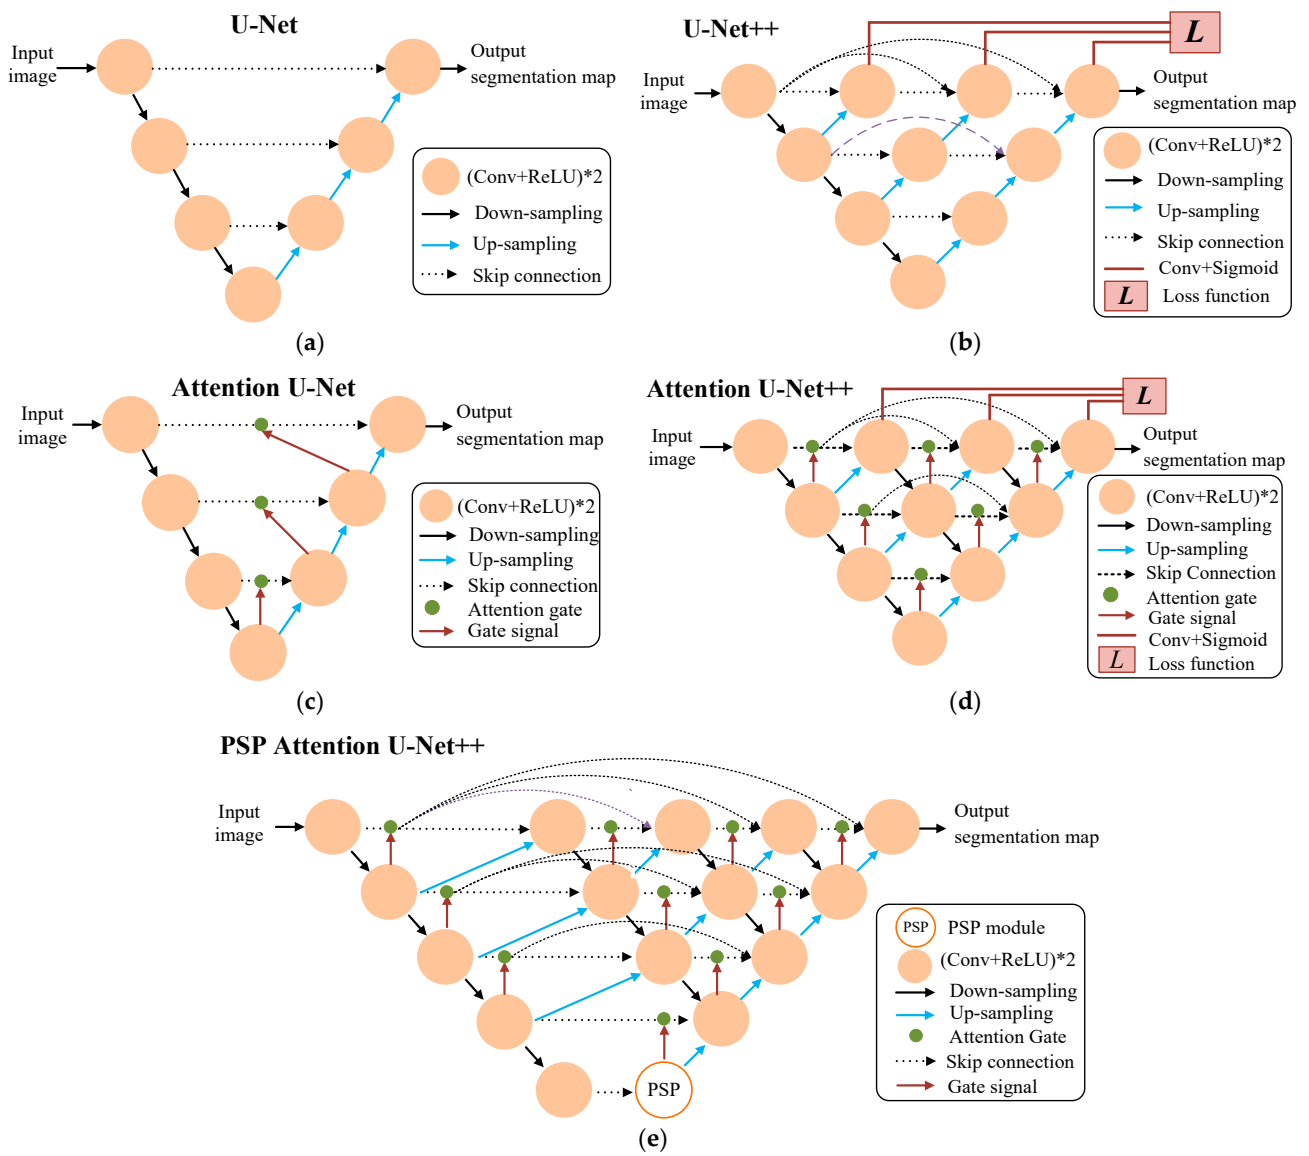 U-Net
Input
image
Output
segmentation map
(Conv+ReLU)*2
Down-sampling
Up-sampling
Skip connection
(a)
U-Net++
L
Input
image
Output
segmentation map
(Conv+ReLU)*2
Down-sampling
Up-sampling
Skip connection
Conv+Sigmoid
L Loss function
(b)
Attention U-Net
Input
image
Output
segmentation map
(Conv+ReLU)*2
Down-sampling
Up-sampling
Skip connection
Attention gate
Gate signal
(c)
Attention U-Net++
L
Input
image
Output
segmentation map
(Conv+ReLU)*2
Down-sampling
Up-sampling
Skip Connection
Attention gate
Gate signal
Conv+Sigmoid
L Loss function
(d)
PSP Attention U-Net++
Input
image
Output
segmentation map
PSP
PSP PSP module
(Conv+ReLU)*2
Down-sampling
Up-sampling
Attention Gate
Skip connection
Gate signal
(e)